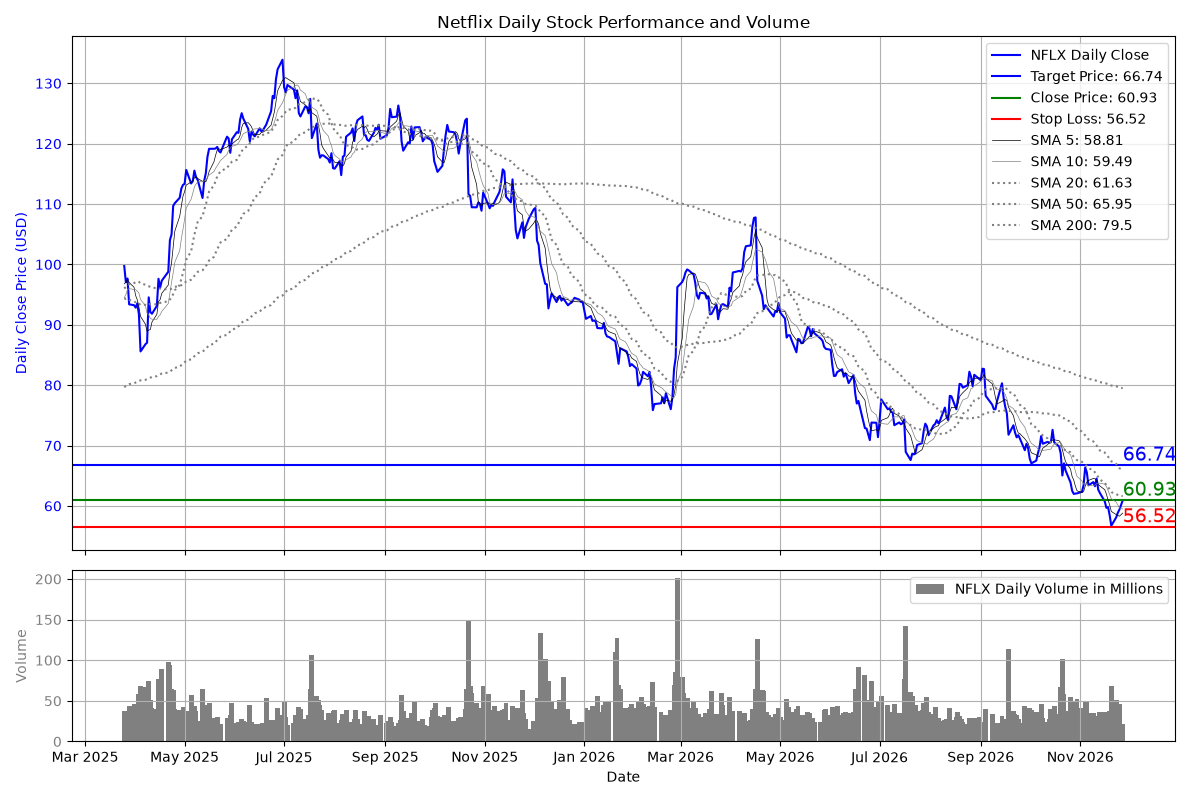 Netflix Daily Stock Performance and Volume
NFLX Daily Close
Target Price: 66.74
Close Price: 60.93
Stop Loss: 56.52
SMA 5: 58.81
SMA 10: 59.49
SMA 20: 61.63
SMA 50: 65.95
SMA 200: 79.5
Daily Close Price (USD)
130
120
110
100
90
80
70
60
66.74
60.93
56.52
NFLX Daily Volume in Millions
Volume
200
150
100
50
0
Mar 2025 May 2025 Jul 2025 Sep 2025 Nov 2025 Jan 2026 Mar 2026 May 2026 Jul 2026 Sep 2026 Nov 2026
Date